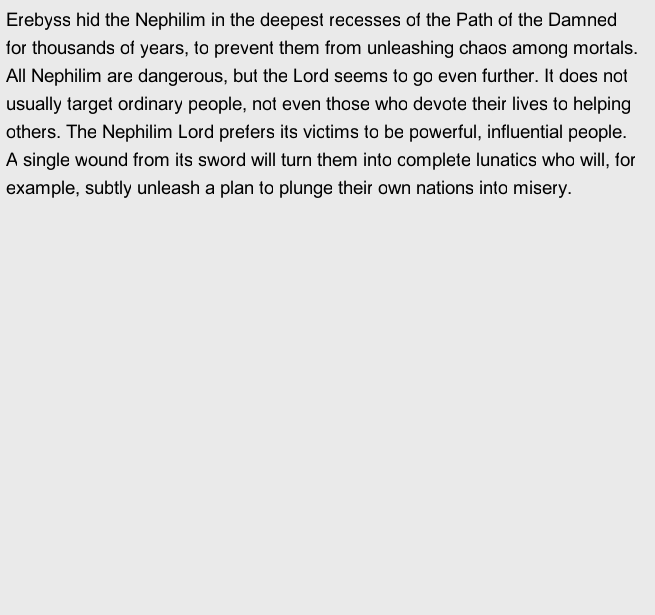 Erebyss hid the Nephilim in the deepest recesses of the Path of the Damned
for thousands of years, to prevent them from unleashing chaos among mortals.
All Nephilim are dangerous, but the Lord seems to go even further. It does not
usually target ordinary people, not even those who devote their lives to helping
others. The Nephilim Lord prefers its victims to be powerful, influential people.
A single wound from its sword will turn them into complete lunatics who will, for
example, subtly unleash a plan to plunge their own nations into misery.